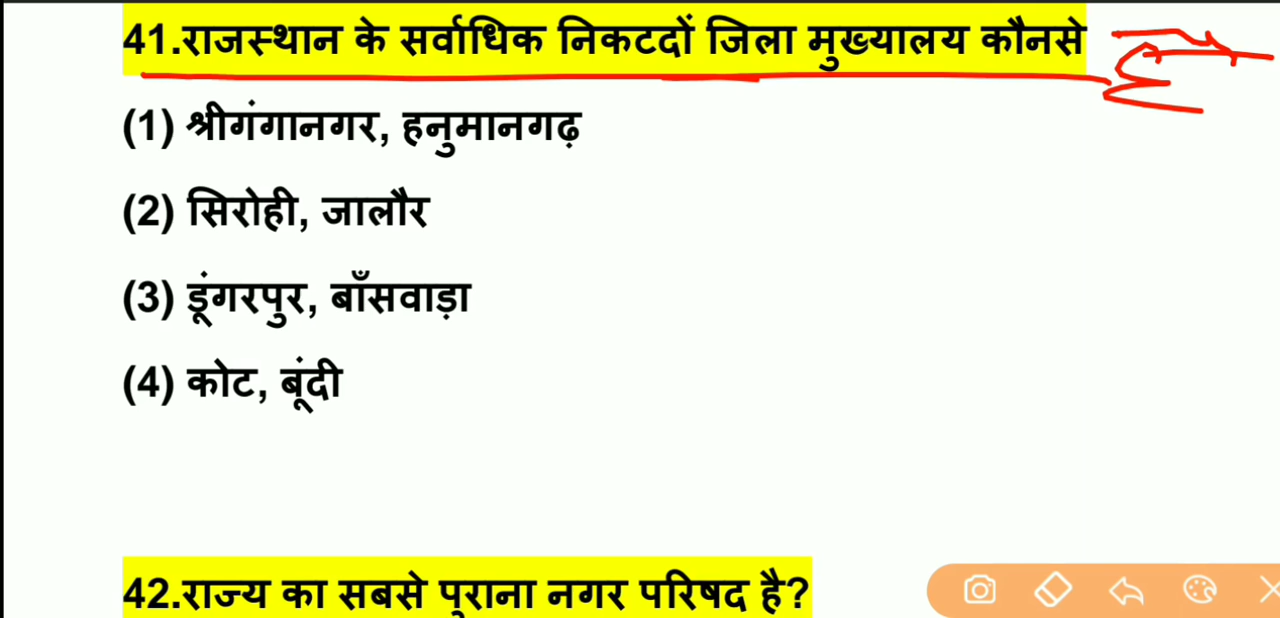 41.राजस्थान के सर्वाधिक निकटदों जिला मुख्यालय कौनसे
(1) श्रीगंगानगर, हनुमानगढ़
(2) सिरोही, जालौर
(3) डूंगरपुर, बाँसवाड़ा
(4) कोट, बूंदी
42.राज्य का सबसे पुराना नगर परिषद है?